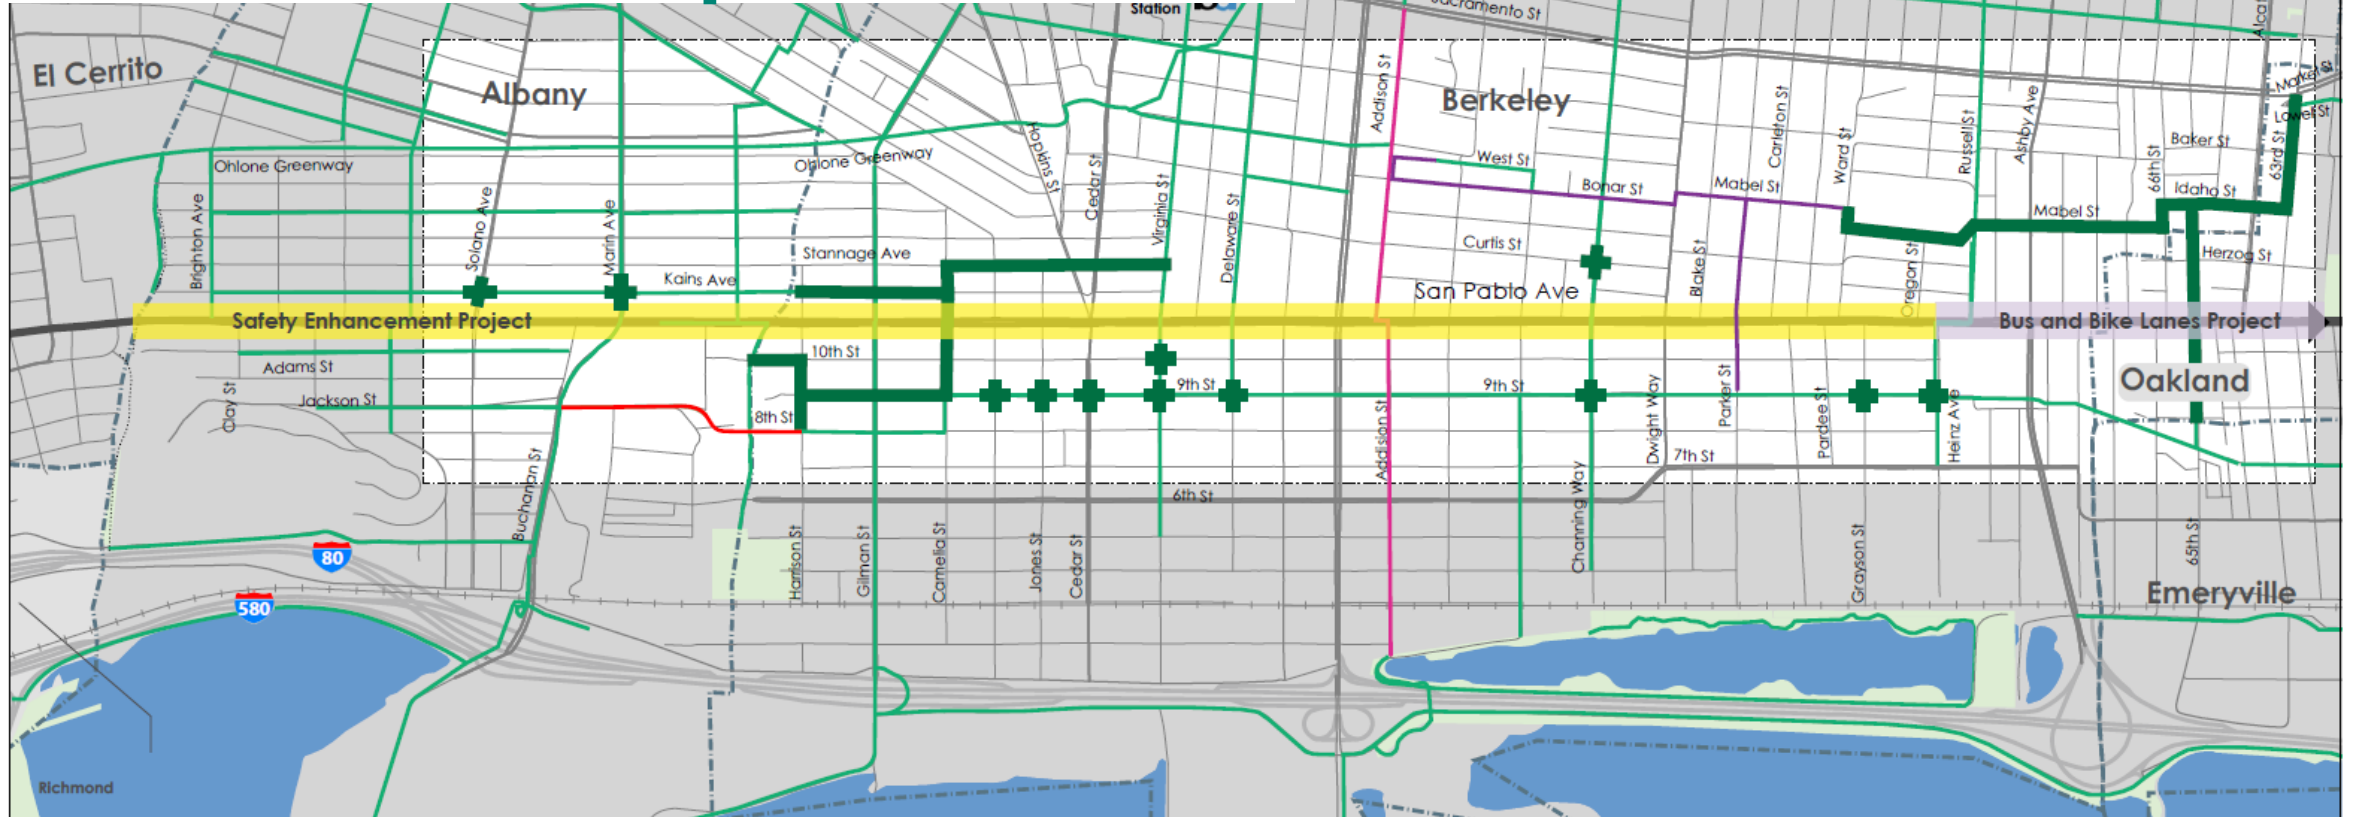 Station
Sacramento St
Alcat
El Cerrito
Albany
Berkeley
Addison St
Carleton St
Ashby Ave
Market St
Lowell St
Hopkins St
Cedar St
Ohlone Greenway
Ohlone Greenway
West St
Ward St
Russell St
Baker St
66th St
63rd St
Brighton Ave
Solano Ave
Marin Ave
Virginia St
Delaware St
Bonar St
Mabel St
Idaho St
Mabel St
Stannage Ave
Kains Ave
Curtis St
Blake St
Oregon St
Herzog St
San Pablo Ave
Safety Enhancement Project
Bus and Bike Lanes Project
10th St
Adams St
Clay St
Jackson St
8th St
9th St
9th St
Addision St
Dwight Way
Parker St
Pardee St
Heinz Ave
Oakland
Buchanan St
7th St
6th St
Channing Way
Harrison St
Gilman St
Camelia St
Jones St
Cedar St
Grayson St
65th St
80
580
Emeryville
Richmond